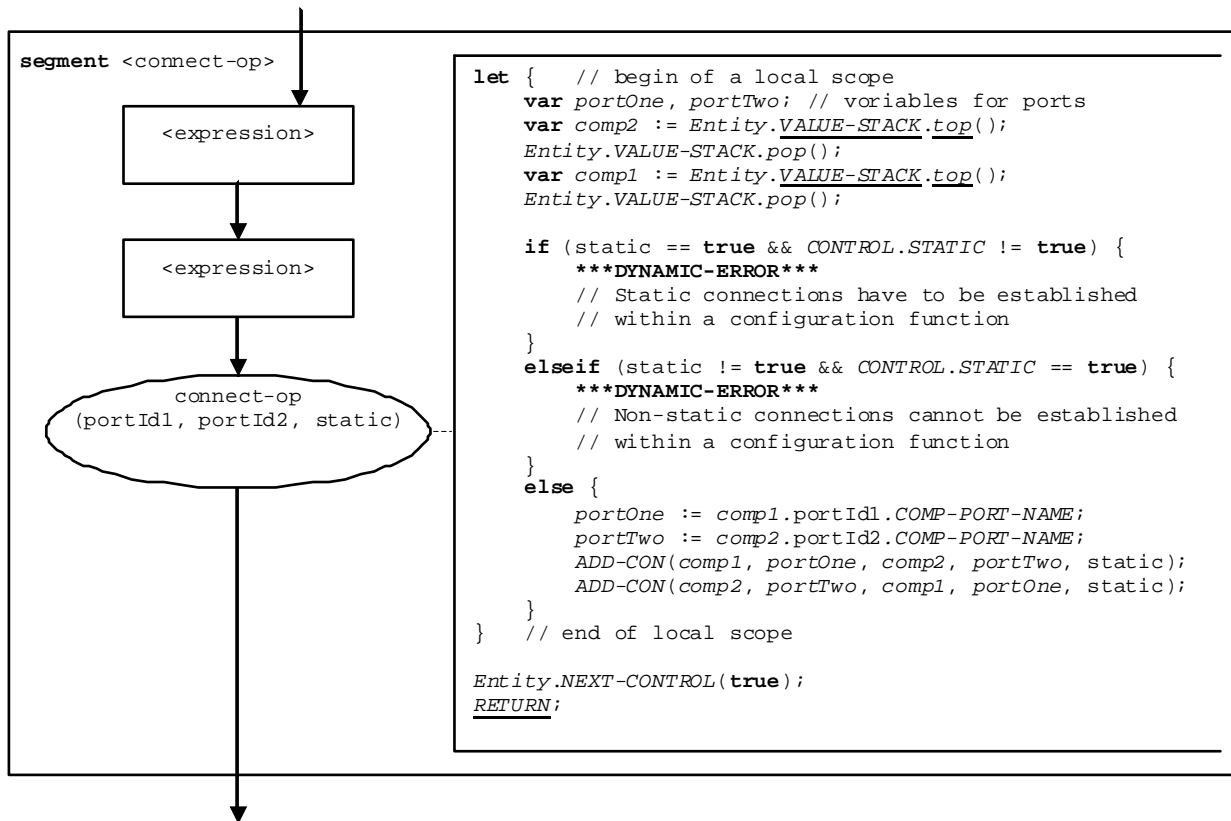 segment <connect-op>
<expression>
<expression>
connect-op
(portId1, portId2, static)
let {   // begin of a local scope
var portOne, portTwo; // voriables for ports
var comp2 := Entity.VALUE-STACK.top();
Entity.VALUE-STACK.pop();
var comp1 := Entity.VALUE-STACK.top();
Entity.VALUE-STACK.pop();
if (static == true && CONTROL.STATIC != true) {
***DYNAMIC-ERROR***
// Static connections have to be established
// within a configuration function
}
elseif (static != true && CONTROL.STATIC == true) {
***DYNAMIC-ERROR***
// Non-static connections cannot be established
// within a configuration function
}
else {
portOne := comp1.portId1.COMP-PORT-NAME;
portTwo := comp2.portId2.COMP-PORT-NAME;
ADD-CON(comp1, portOne, comp2, portTwo, static);
ADD-CON(comp2, portTwo, comp1, portOne, static);
}
}   // end of local scope
Entity.NEXT-CONTROL(true);
RETURN;